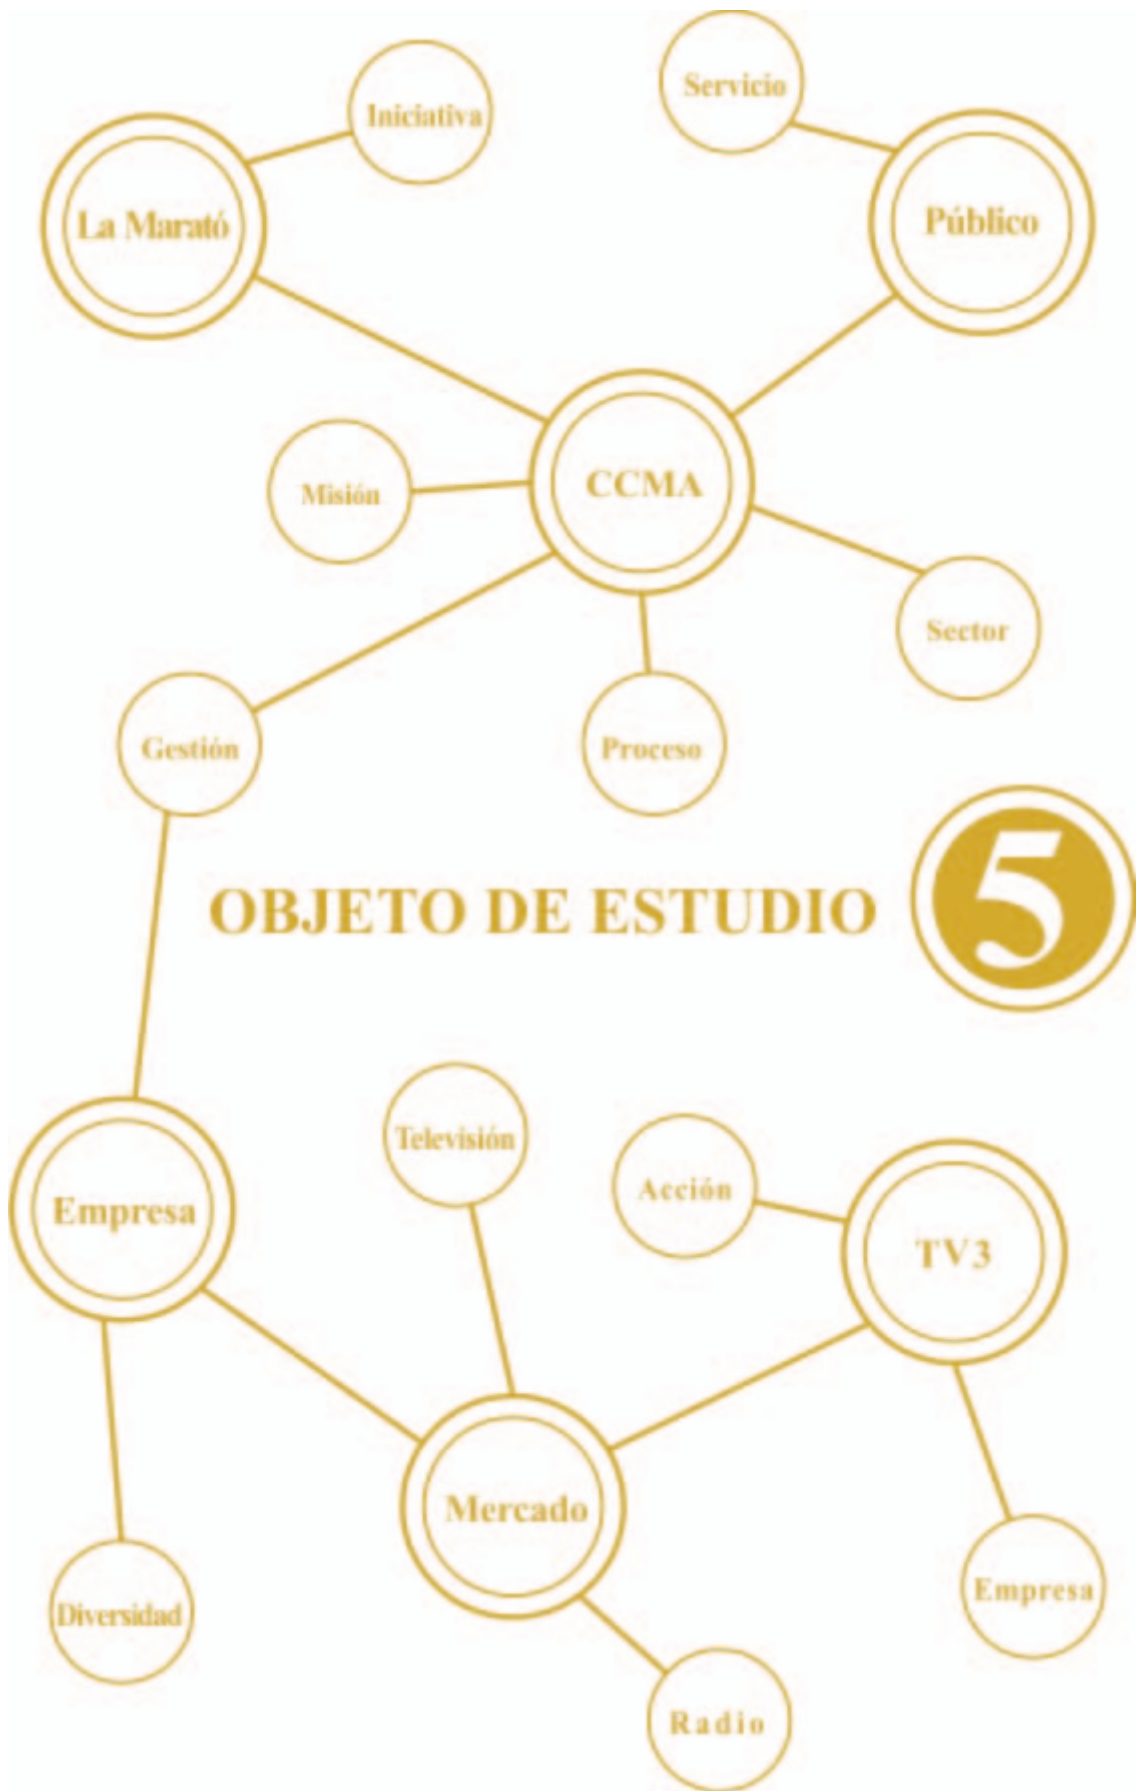 Servicio
Iniciativa
La Marató
Público
CCMA
Misión
Sector
Gestión
Proceso
OBJETO DE ESTUDIO 5
Televisión
Acción
Empresa
TV3
Mercado
Empresa
Diversidad
Radio